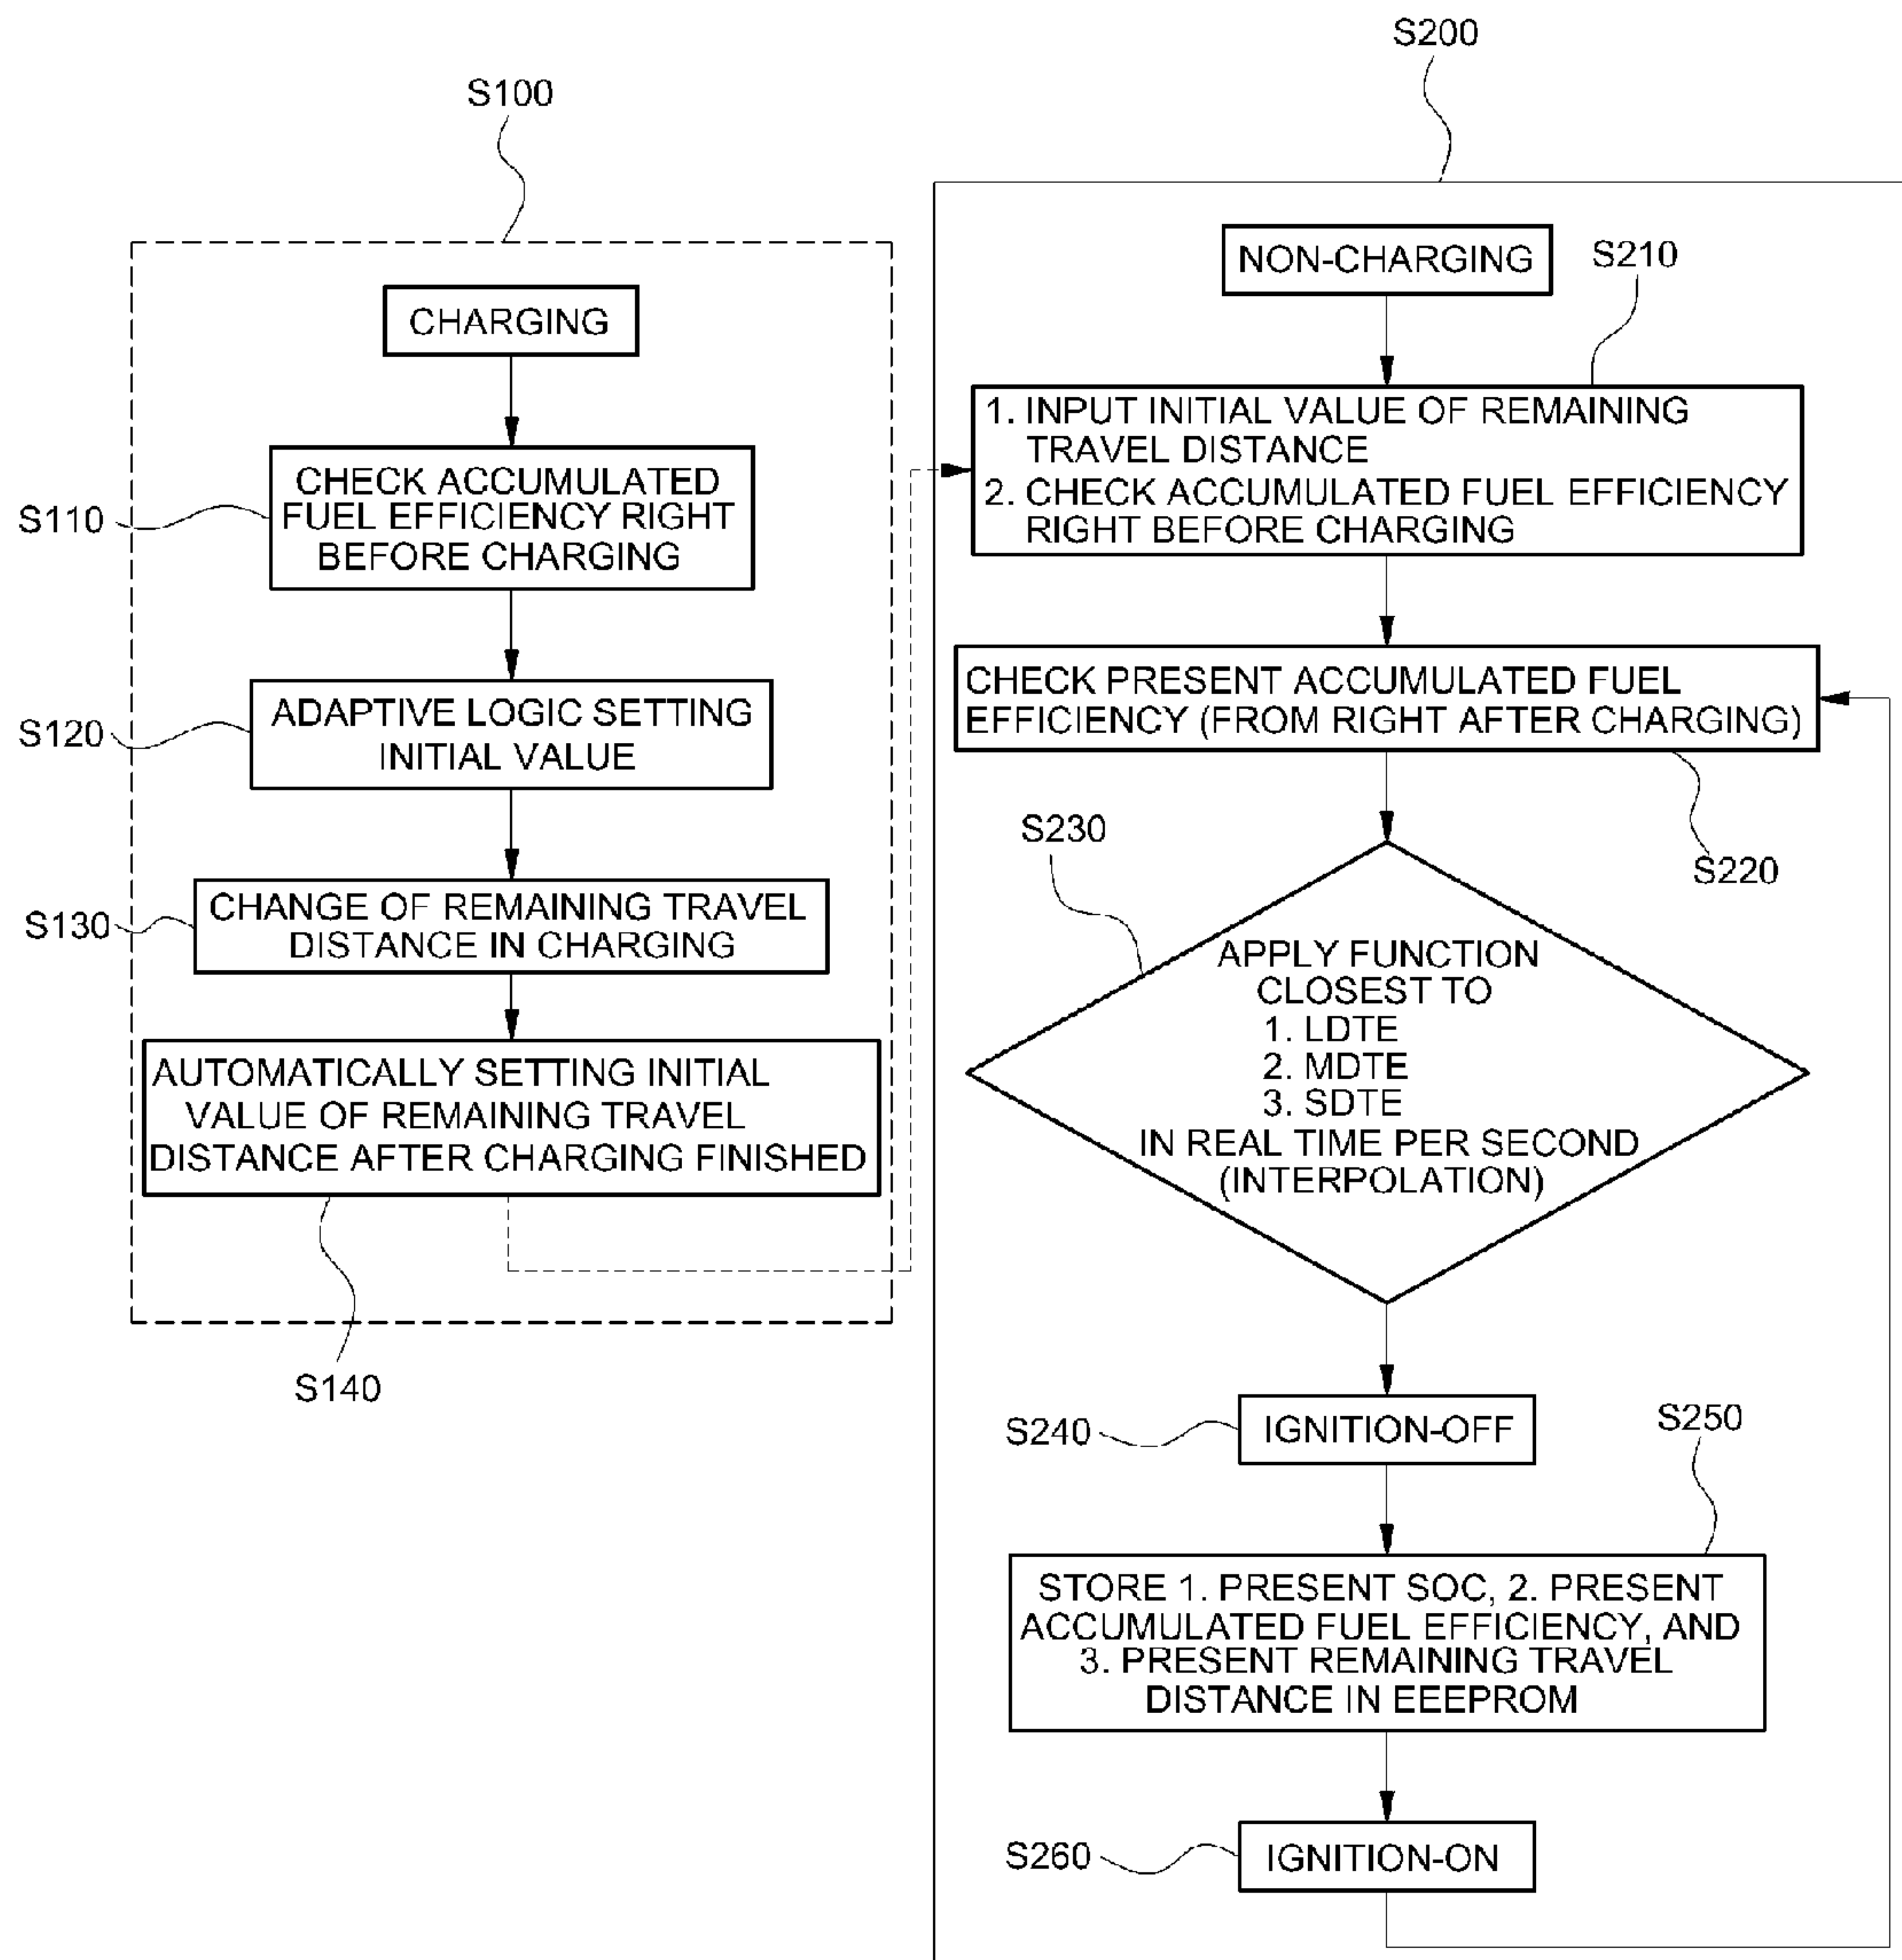 S100
CHARGING
S110
CHECK ACCUMULATED
FUEL EFFICIENCY RIGHT
BEFORE CHARGING
S120
ADAPTIVE LOGIC SETTING
INITIAL VALUE
S130
CHANGE OF REMAINING TRAVEL
DISTANCE IN CHARGING
AUTOMATICALLY SETTING INITIAL
VALUE OF REMAINING TRAVEL
DISTANCE AFTER CHARGING FINISHED
S140
S200
NON-CHARGING
S210
1. INPUT INITIAL VALUE OF REMAINING
TRAVEL DISTANCE
2. CHECK ACCUMULATED FUEL EFFICIENCY
RIGHT BEFORE CHARGING
CHECK PRESENT ACCUMULATED FUEL
EFFICIENCY (FROM RIGHT AFTER CHARGING)
S220
S230
APPLY FUNCTION
CLOSEST TO
1. LDTE
2. MDTE
3. SDTE
IN REAL TIME PER SECOND
(INTERPOLATION)
S240
IGNITION-OFF
S250
STORE 1. PRESENT SOC, 2. PRESENT
ACCUMULATED FUEL EFFICIENCY, AND
3. PRESENT REMAINING TRAVEL
DISTANCE IN EEEPROM
S260
IGNITION-ON